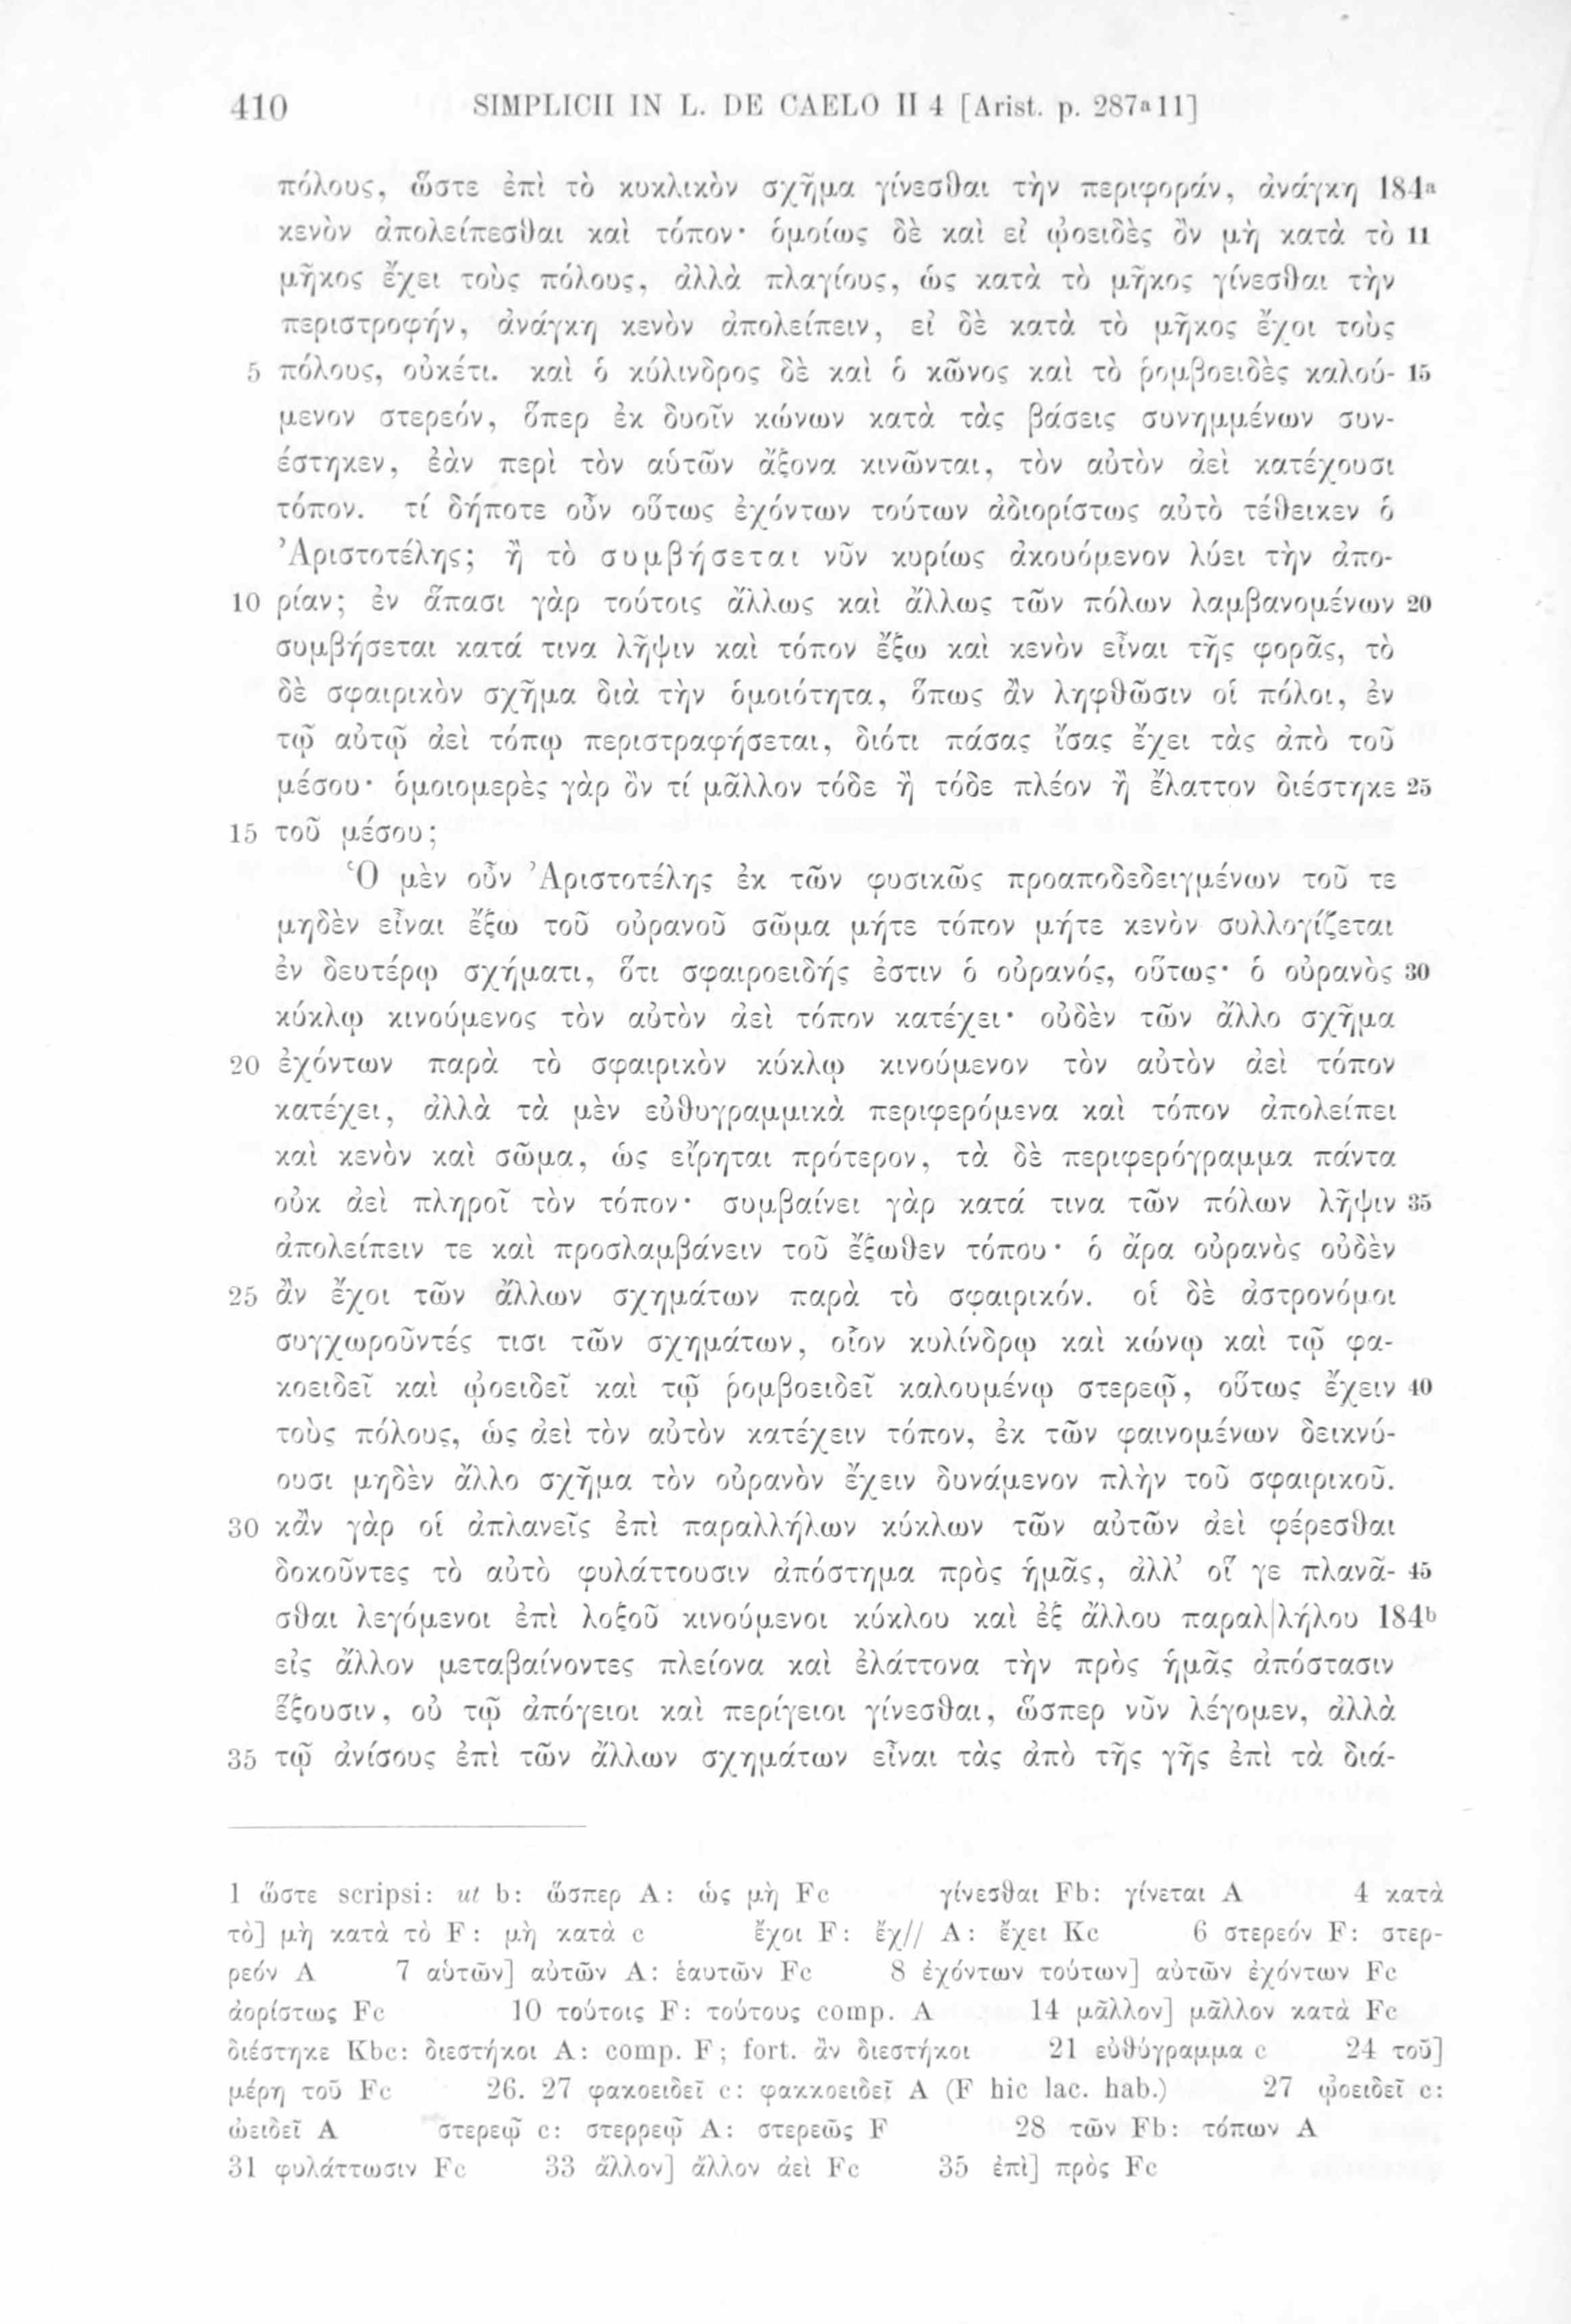 410 SIMPLICII IN L. DE CAELO II 4 [Arist. p. 287ᵃ11]
πόλους, ὥστε ἐπὶ τὸ κυκλικὸν σχῆμα γίνεσθαι τὴν περιφοράν, ἀνάγκη 184ᵃ
κενὸν ἀπολείπεσθαι καὶ τόπον· ὁμοίως δὲ καὶ εἰ ᾠοειδὲς ὂν μὴ κατὰ τὸ 11
μῆκος ἔχει τοὺς πόλους, ἀλλὰ πλαγίους, ὡς κατὰ τὸ μῆκος γίνεσθαι τὴν
περιστροφήν, ἀνάγκη κενὸν ἀπολείπειν, εἰ δὲ κατὰ τὸ μῆκος ἔχοι τοὺς
5 πόλους, οὐκέτι. καὶ ὁ κύλινδρος δὲ καὶ ὁ κῶνος καὶ τὸ ῥομβοειδὲς καλού- 15
μενον στερεόν, ὅπερ ἐκ δυοῖν κώνων κατὰ τὰς βάσεις συνημμένων συν-
έστηκεν, ἐὰν περὶ τὸν αὑτῶν ἄξονα κινῶνται, τὸν αὐτὸν ἀεὶ κατέχουσι
τόπον. τί δήποτε οὖν οὕτως ἐχόντων τούτων ἀδιορίστως αὐτὸ τέθεικεν ὁ
Ἀριστοτέλης; ἢ τὸ συμβήσεται νῦν κυρίως ἀκουόμενον λύει τὴν ἀπο-
10 ρίαν; ἐν ἅπασι γὰρ τούτοις ἄλλως καὶ ἄλλως τῶν πόλων λαμβανομένων 20
συμβήσεται κατά τινα λῆψιν καὶ τόπον ἔξω καὶ κενὸν εἶναι τῆς φορᾶς, τὸ
δὲ σφαιρικὸν σχῆμα διὰ τὴν ὁμοιότητα, ὅπως ἂν ληφθῶσιν οἱ πόλοι, ἐν
τῷ αὐτῷ ἀεὶ τόπῳ περιστραφήσεται, διότι πάσας ἴσας ἔχει τὰς ἀπὸ τοῦ
μέσου· ὁμοιομερὲς γὰρ ὂν τί μᾶλλον τόδε ἢ τόδε πλέον ἢ ἔλαττον διέστηκε 25
15 τοῦ μέσου;
Ὁ μὲν οὖν Ἀριστοτέλης ἐκ τῶν φυσικῶς προαποδεδειγμένων τοῦ τε
μηδὲν εἶναι ἔξω τοῦ οὐρανοῦ σῶμα μήτε τόπον μήτε κενὸν συλλογίζεται
ἐν δευτέρῳ σχήματι, ὅτι σφαιροειδής ἐστιν ὁ οὐρανός, οὕτως· ὁ οὐρανὸς 30
κύκλῳ κινούμενος τὸν αὐτὸν ἀεὶ τόπον κατέχει· οὐδὲν τῶν ἄλλο σχῆμα
20 ἐχόντων παρὰ τὸ σφαιρικὸν κύκλῳ κινούμενον τὸν αὐτὸν ἀεὶ τόπον
κατέχει, ἀλλὰ τὰ μὲν εὐθυγραμμικὰ περιφερόμενα καὶ τόπον ἀπολείπει
καὶ κενὸν καὶ σῶμα, ὡς εἴρηται πρότερον, τὰ δὲ περιφερόγραμμα πάντα
οὐκ ἀεὶ πληροῖ τὸν τόπον· συμβαίνει γὰρ κατά τινα τῶν πόλων λῆψιν 35
ἀπολείπειν τε καὶ προσλαμβάνειν τοῦ ἔξωθεν τόπου· ὁ ἄρα οὐρανὸς οὐδὲν
25 ἂν ἔχοι τῶν ἄλλων σχημάτων παρὰ τὸ σφαιρικόν. οἱ δὲ ἀστρονόμοι
συγχωροῦντές τισι τῶν σχημάτων, οἷον κυλίνδρῳ καὶ κώνῳ καὶ τῷ φα-
κοειδεῖ καὶ ᾠοειδεῖ καὶ τῷ ῥομβοειδεῖ καλουμένῳ στερεῷ, οὕτως ἔχειν 40
τοὺς πόλους, ὡς ἀεὶ τὸν αὐτὸν κατέχειν τόπον, ἐκ τῶν φαινομένων δεικνύ-
ουσι μηδὲν ἄλλο σχῆμα τὸν οὐρανὸν ἔχειν δυνάμενον πλὴν τοῦ σφαιρικοῦ.
30 κἂν γὰρ οἱ ἀπλανεῖς ἐπὶ παραλλήλων κύκλων τῶν αὐτῶν ἀεὶ φέρεσθαι
δοκοῦντες τὸ αὐτὸ φυλάττουσιν ἀπόστημα πρὸς ἡμᾶς, ἀλλ’ οἵ γε πλανᾶ- 45
σθαι λεγόμενοι ἐπὶ λοξοῦ κινούμενοι κύκλου καὶ ἐξ ἄλλου παραλ|λήλου 184ᵇ
εἰς ἄλλον μεταβαίνοντες πλείονα καὶ ἐλάττονα τὴν πρὸς ἡμᾶς ἀπόστασιν
ἕξουσιν, οὐ τῷ ἀπόγειοι καὶ περίγειοι γίνεσθαι, ὥσπερ νῦν λέγομεν, ἀλλὰ
35 τῷ ἀνίσους ἐπὶ τῶν ἄλλων σχημάτων εἶναι τὰς ἀπὸ τῆς γῆς ἐπὶ τὰ διά-
1 ὥστε scripsi: ut b: ὥσπερ A: ὡς μὴ Fc γίνεσθαι Fb: γίνεται A 4 κατὰ
τὸ] μὴ κατὰ τὸ F: μὴ κατὰ c ἔχοι F: ἔχ// A: ἔχει Kc 6 στερεόν F: στερ-
ρεόν A 7 αὑτῶν] αὐτῶν A: ἑαυτῶν Fc 8 ἐχόντων τούτων] αὐτῶν ἐχόντων Fc
ἀορίστως Fc 10 τούτοις F: τούτους comp. A 14 μᾶλλον] μᾶλλον κατὰ Fc
διέστηκε Kbc: διεστήκοι A: comp. F; fort. ἂν διεστήκοι 21 εὐθύγραμμα c 24 τοῦ]
μέρη τοῦ Fc 26. 27 φακοειδεῖ c: φακκοειδεῖ A (F hic lac. hab.) 27 ᾠοειδεῖ c:
ὠειδεῖ A στερεῷ c: στερρεῷ A: στερεῶς F 28 τῶν Fb: τόπων A
31 φυλάττωσιν Fc 33 ἄλλον] ἄλλον ἀεὶ Fc 35 ἐπὶ] πρὸς Fc